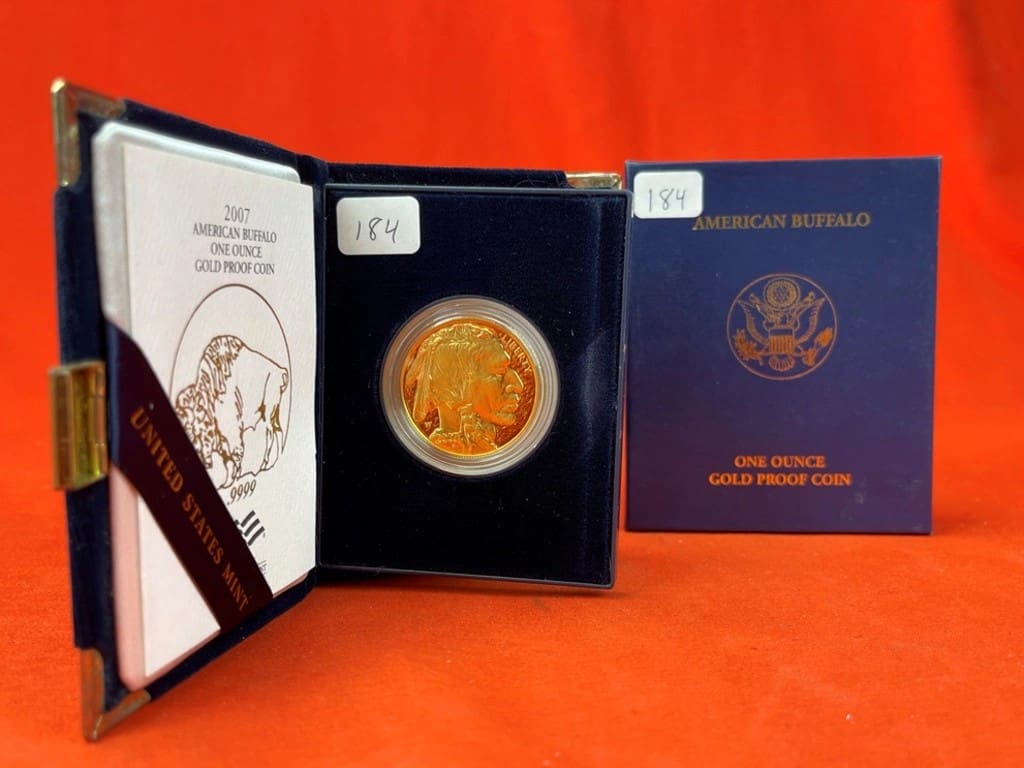 2007
AMERICAN BUFFALO
ONE OUNCE
GOLD PROOF COIN
.9999
UNITED STATES MINT
184
LIBERTY
184
AMERICAN BUFFALO
ONE OUNCE
GOLD PROOF COIN